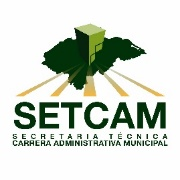 SETCAM
SECRETARIA TÉCNICA
CARRERA ADMINISTRATIVA MUNICIPAL